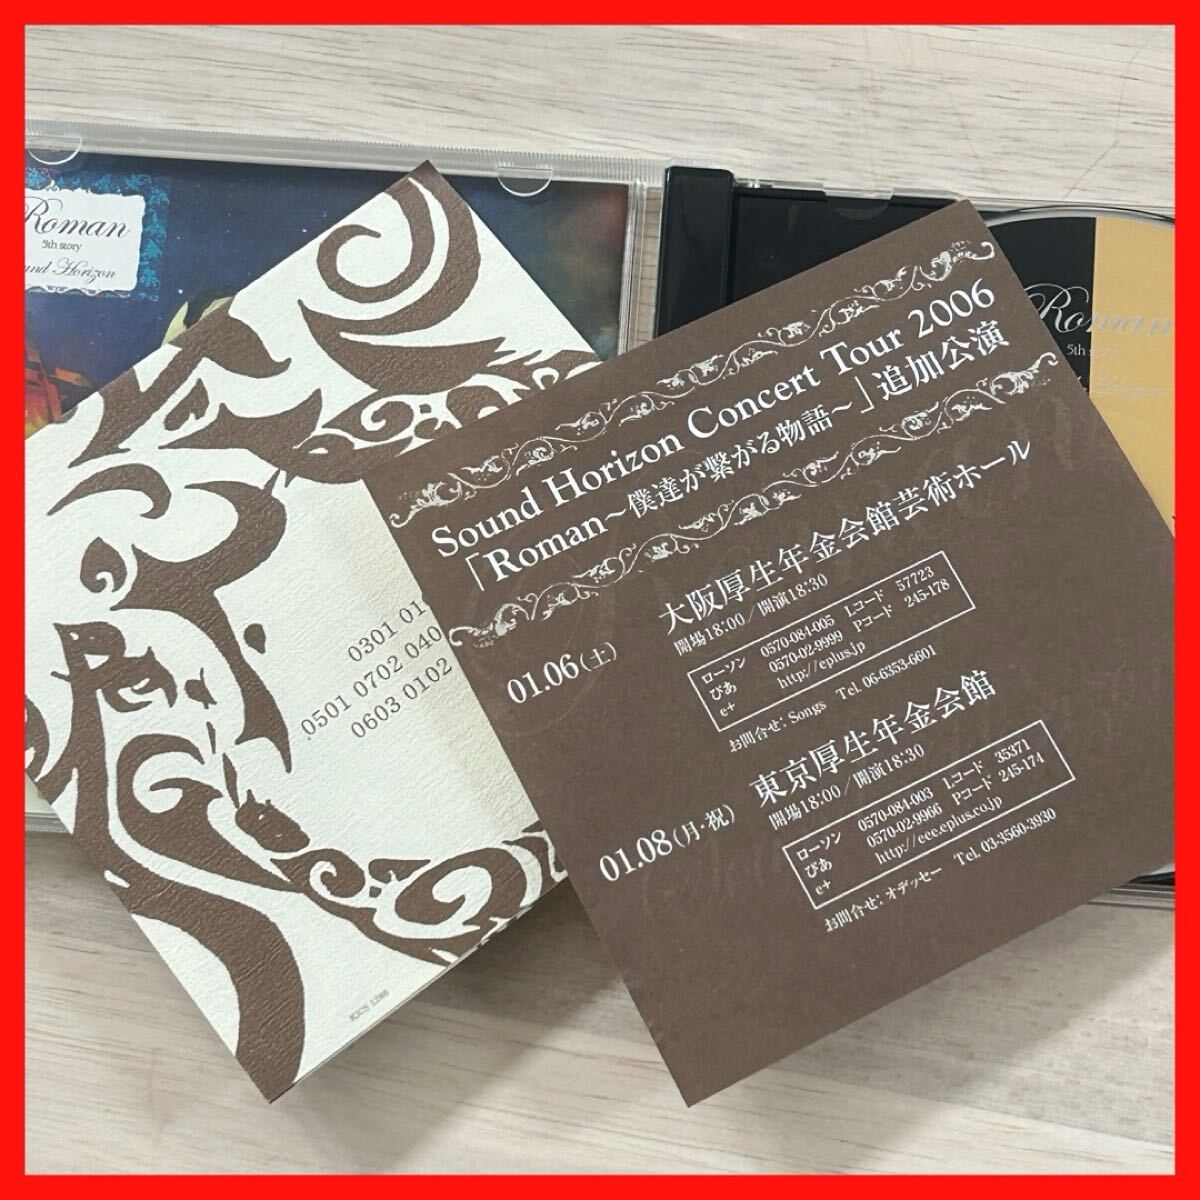 Roman
5th story
Horizon
0301 01
0501 0702 040
0603 0102
KICS 1286
Sound Horizon Concert Tour 2006
「Roman～僕達が繋がる物語～」追加公演
01.06(土)
大阪厚生年金会館芸術ホール
開場18:00/開演18:30
ローソン 0570-084-005 Lコード 57723
ぴあ 0570-02-9999 Pコード 245-178
e+ http://eplus.jp
お問合せ: Songs Tel. 06-6353-6601
01.08(月・祝)
東京厚生年金会館
開場18:00/開演18:30
ローソン 0570-084-003 Lコード 35371
ぴあ 0570-02-9966 Pコード 245-174
e+ http://eee.eplus.co.jp
お問合せ: オデッセー Tel. 03-3560-3930
Roman
5th story